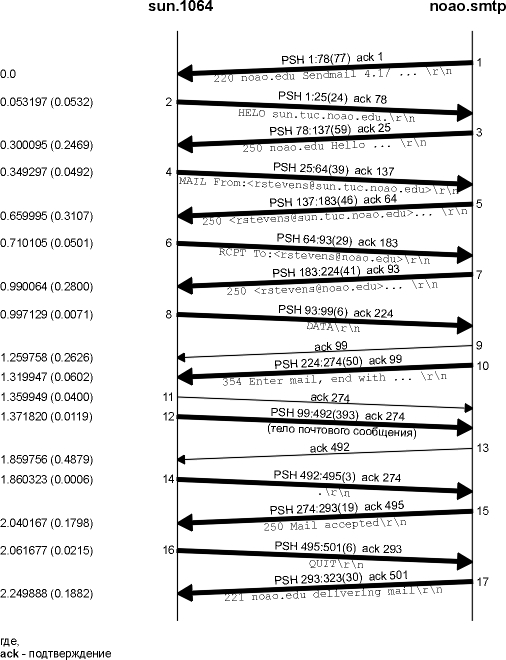 sun.1064 noao.smtp
PSH 1:78(77) ack 1 1
0.0 220 noao.edu Sendmail 4.17 ... \r\n
0.053197 (0.0532) 2 PSH 1:25(24) ack 78
HELO sun.tuc.noao.edu.\r\n
PSH 78:137(59) ack 25 3
0.300095 (0.2469) 250 noao.edu Hello ... \r\n
0.349297 (0.0492) 4 PSH 25:64(39) ack 137
MAIL From:<rstevens@sun.tuc.noao.edu>\r\n
PSH 137:183(46) ack 64 5
0.659995 (0.3107) 250 <rstevens@sun.tuc.noao.edu>... \r\n
0.710105 (0.0501) 6 PSH 64:93(29) ack 183
RCPT To:<rstevens@noao.edu>\r\n
PSH 183:224(41) ack 93 7
0.990064 (0.2800) 250 <rstevens@noao.edu>... \r\n
0.997129 (0.0071) 8 PSH 93:99(6) ack 224
DATA\r\n
ack 99 9
1.259758 (0.2626)
PSH 224:274(50) ack 99 10
1.319947 (0.0602) 354 Enter mail, end with ... \r\n
1.359949 (0.0400) 11 ack 274
1.371820 (0.0119) 12 PSH 99:492(393) ack 274
(тело почтового сообщения)
ack 492 13
1.859756 (0.4879)
1.860323 (0.0006) 14 PSH 492:495(3) ack 274
.\r\n
PSH 274:293(19) ack 495 15
2.040167 (0.1798) 250 Mail accepted\r\n
2.061677 (0.0215) 16 PSH 495:501(6) ack 293
QUIT\r\n
PSH 293:323(30) ack 501 17
2.249888 (0.1882) 221 noao.edu delivering mail\r\n
где,
ack - подтверждение